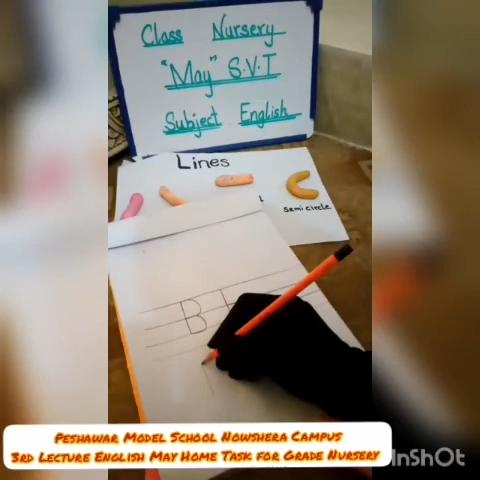 Class Nursery
"May" S.V.T
Subject English
Lines
semi circle
B
Peshawar Model School Nowshera Campus
3rd Lecture English May Home Task for Grade Nursery
InShOt